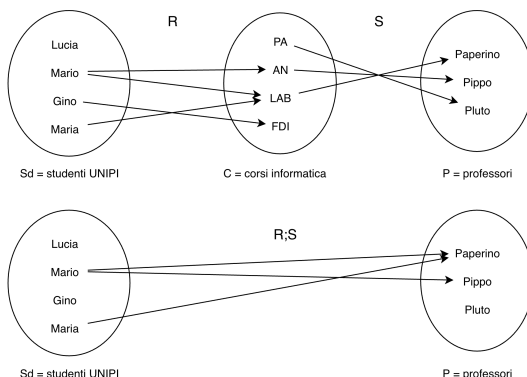 R
S
Lucia
Mario
Gino
Maria
PA
AN
LAB
FDI
Paperino
Pippo
Pluto
Sd = studenti UNIPI
C = corsi informatica
P = professori
R;S
Lucia
Mario
Gino
Maria
Paperino
Pippo
Pluto
Sd = studenti UNIPI
P = professori